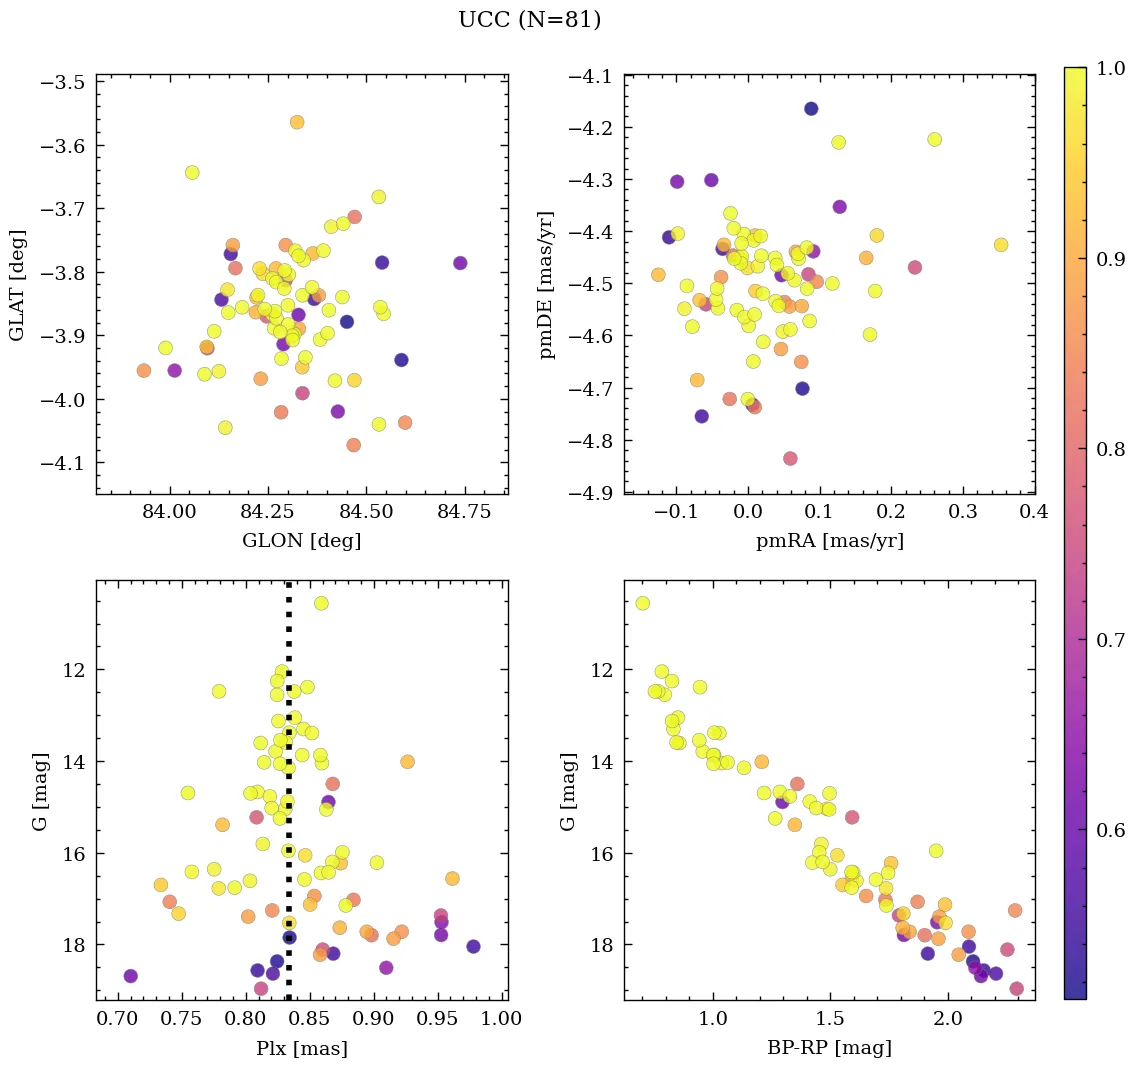 UCC (N=81)
−3.5
−3.6
−3.7
−3.8
−3.9
−4.0
−4.1
GLAT [deg]
84.00 84.25 84.50 84.75
GLON [deg]
−4.1
−4.2
−4.3
−4.4
−4.5
−4.6
−4.7
−4.8
−4.9
pmDE [mas/yr]
−0.1 0.0 0.1 0.2 0.3 0.4
pmRA [mas/yr]
12
14
16
18
G [mag]
0.70 0.75 0.80 0.85 0.90 0.95 1.00
Plx [mas]
12
14
16
18
G [mag]
1.0 1.5 2.0
BP-RP [mag]
1.0
0.9
0.8
0.7
0.6